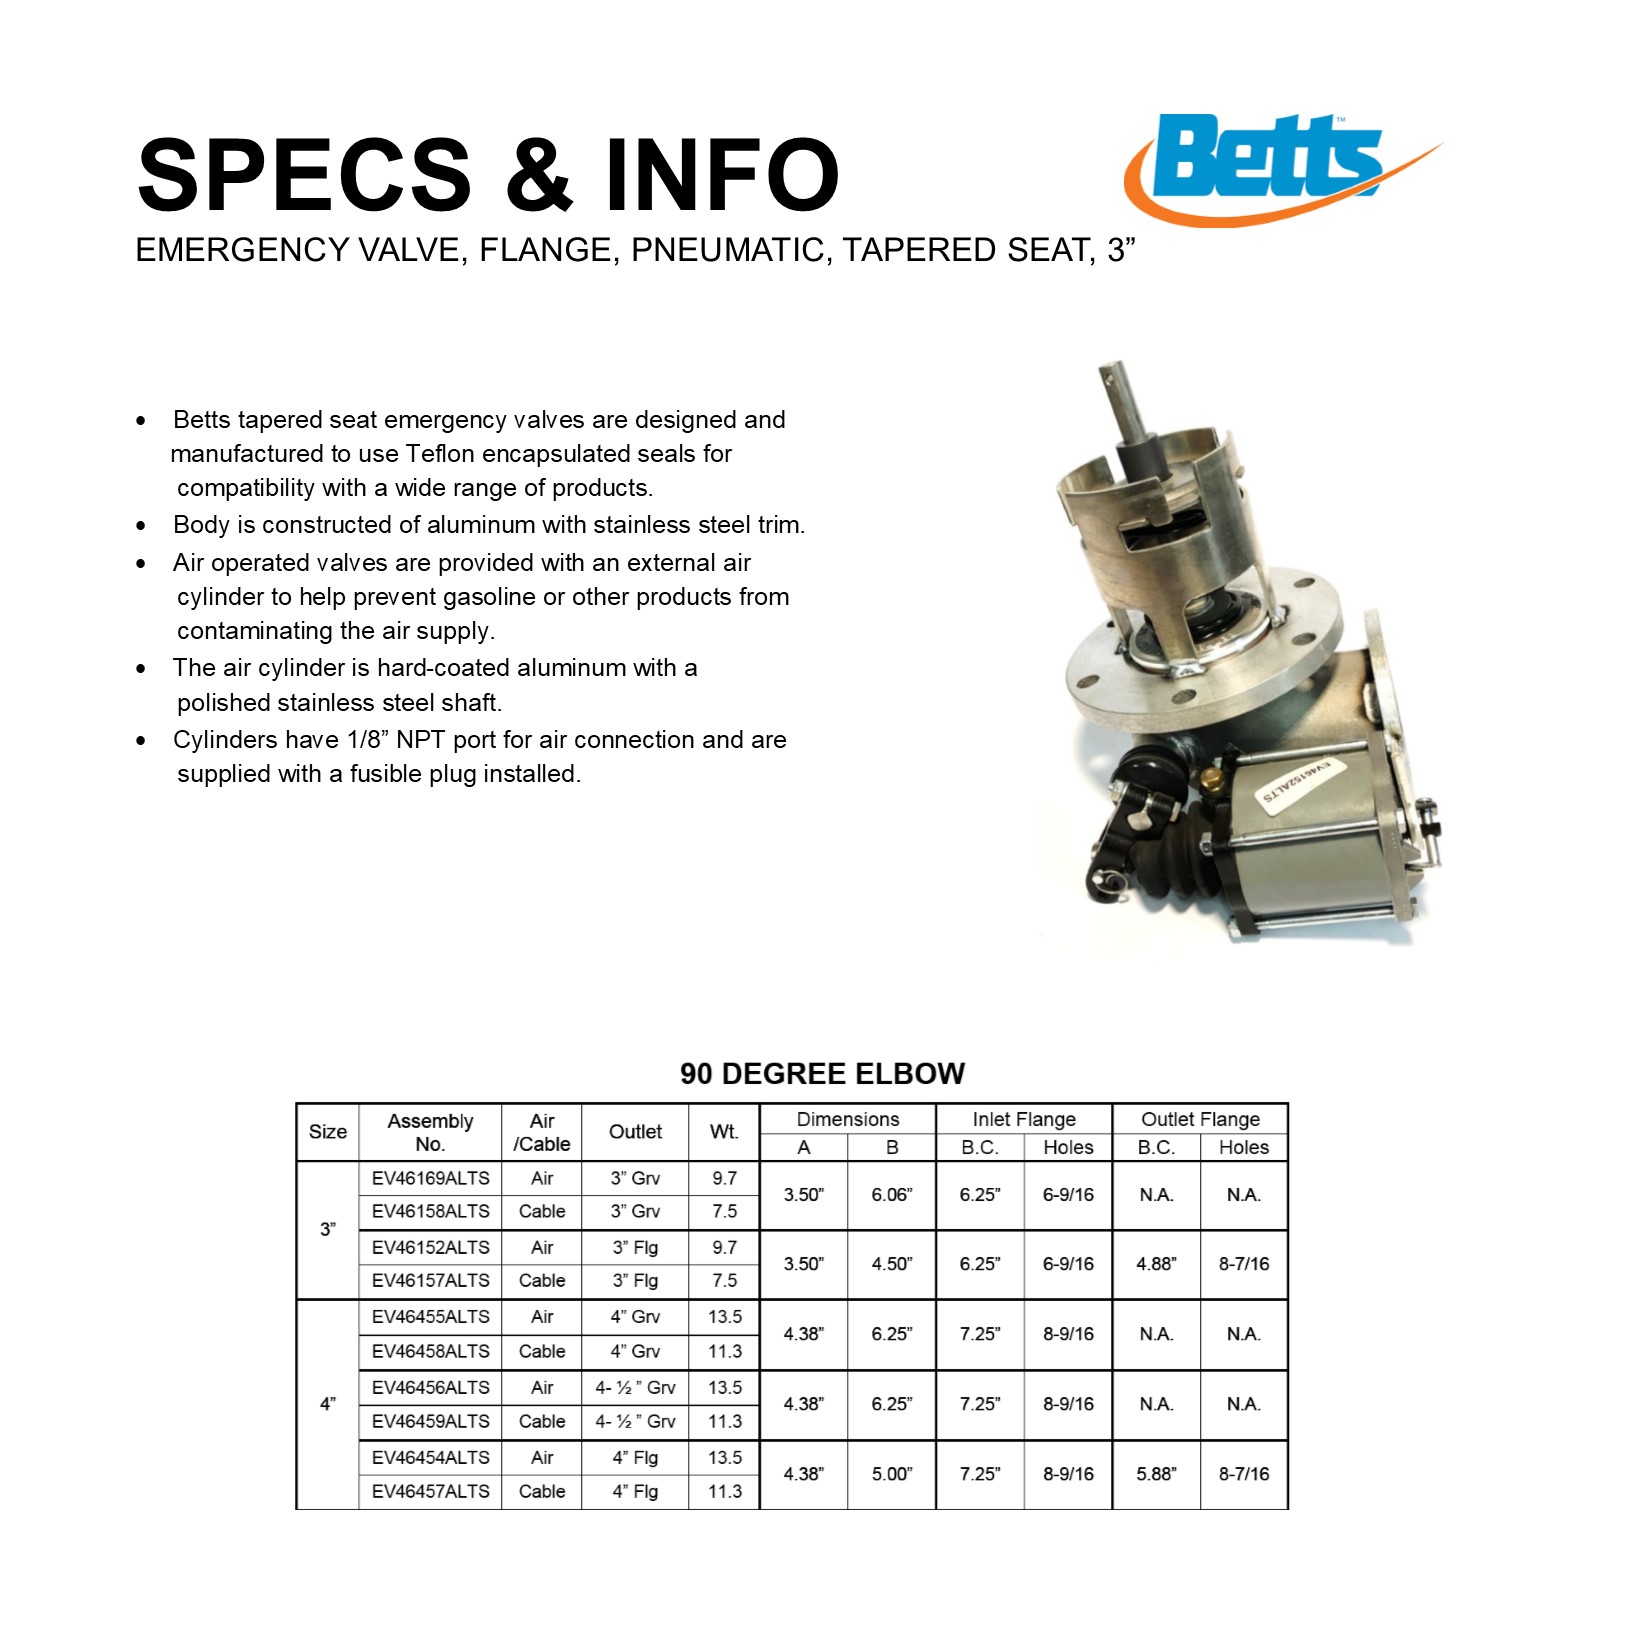 SPECS & INFO
Betts™
EMERGENCY VALVE, FLANGE, PNEUMATIC, TAPERED SEAT, 3”
• Betts tapered seat emergency valves are designed and
manufactured to use Teflon encapsulated seals for
compatibility with a wide range of products.
• Body is constructed of aluminum with stainless steel trim.
• Air operated valves are provided with an external air
cylinder to help prevent gasoline or other products from
contaminating the air supply.
• The air cylinder is hard-coated aluminum with a
polished stainless steel shaft.
• Cylinders have 1/8” NPT port for air connection and are
supplied with a fusible plug installed.
EV46152ALTS
90 DEGREE ELBOW
Size Assembly No. Air /Cable Outlet Wt. Dimensions Inlet Flange Outlet Flange
A B B.C. Holes B.C. Holes
3”
EV46169ALTS Air 3” Grv 9.7 3.50” 6.06” 6.25” 6-9/16 N.A. N.A.
EV46158ALTS Cable 3” Grv 7.5
EV46152ALTS Air 3” Flg 9.7 3.50” 4.50” 6.25” 6-9/16 4.88” 8-7/16
EV46157ALTS Cable 3” Flg 7.5
4”
EV46455ALTS Air 4” Grv 13.5 4.38” 6.25” 7.25” 8-9/16 N.A. N.A.
EV46458ALTS Cable 4” Grv 11.3
EV46456ALTS Air 4- ½ ” Grv 13.5 4.38” 6.25” 7.25” 8-9/16 N.A. N.A.
EV46459ALTS Cable 4- ½ ” Grv 11.3
EV46454ALTS Air 4” Flg 13.5 4.38” 5.00” 7.25” 8-9/16 5.88” 8-7/16
EV46457ALTS Cable 4” Flg 11.3